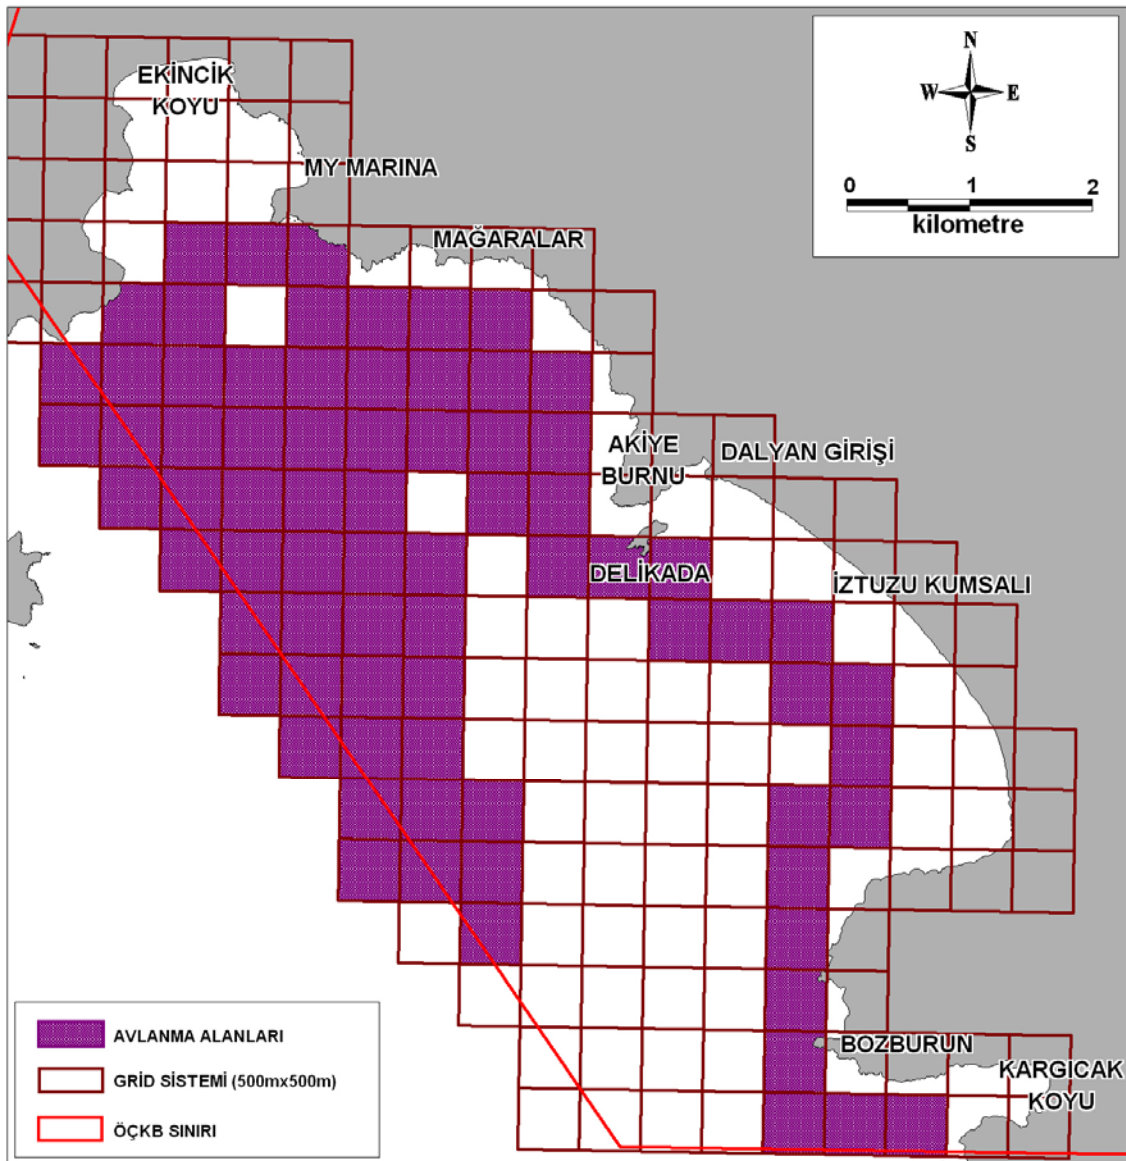 EKİNCİK
KOYU
N
W
E
S
MY MARINA
0 1 2
kilometre
MAĞARALAR
AKİYE
BURNU
DALYAN GİRİŞİ
DELİKADA
İZTUZU KUMSALI
AVLANMA ALANLARI
GRİD SİSTEMİ (500mx500m)
ÖÇKB SINIRI
BOZBURUN
KARGICAK
KOYU